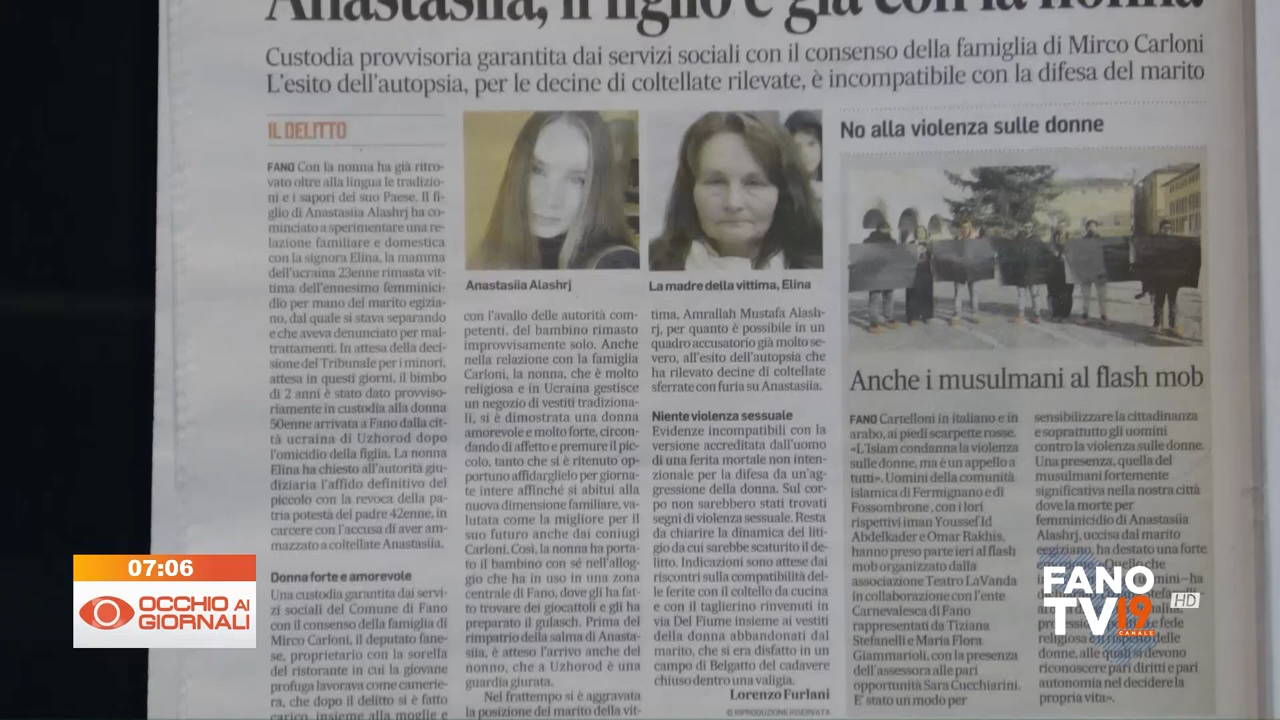 Anastasiia, il figlio è già con la nonna
Custodia provvisoria garantita dai servizi sociali con il consenso della famiglia di Mirco Carloni
L'esito dell'autopsia, per le decine di coltellate rilevate, è incompatibile con la difesa del marito
IL DELITTO
FANO Con la nonna ha già ritro-
vato oltre alla lingua le tradizio-
ni e i sapori del suo Paese. Il fi-
glio di Anastasiia Alashrj ha co-
minciato a sperimentare una re-
lazione familiare e domestica
con la signora Elina, la mamma
dell'ucraina 23enne rimasta vit-
tima dell'ennesimo femminici-
dio per mano del marito egizia-
no, dal quale si stava separando
e che aveva denunciato per mal-
trattamenti. In attesa della deci-
sione del Tribunale per i minori,
attesa in questi giorni, il bimbo
di 2 anni è stato dato provviso-
riamente in custodia alla donna
50enne arrivata a Fano dalla cit-
tà ucraina di Uzhorod dopo
l'omicidio della figlia. La nonna
Elina ha chiesto all'autorità giu-
diziaria l'affido definitivo del
piccolo con la revoca della pa-
tria potestà del padre 42enne, in
carcere con l'accusa di aver am-
mazzato a coltellate Anastasiia.
Donna forte e amorevole
Una custodia garantita dai servi-
zi sociali del Comune di Fano
con il consenso della famiglia di
Mirco Carloni, il deputato fane-
se, proprietario con la sorella
del ristorante in cui la giovane
profuga lavorava come camerie-
ra, che dopo il delitto si è fatto
carico, insieme alla moglie e
Anastasiia Alashrj
con l'avallo delle autorità com-
petenti, del bambino rimasto
improvvisamente solo. Anche
nella relazione con la famiglia
Carloni, la nonna, che è molto
religiosa e in Ucraina gestisce
un negozio di vestiti tradiziona-
li, si è dimostrata una donna
amorevole e molto forte, circon-
dando di affetto e premure il pic-
colo, tanto che si è ritenuto op-
portuno affidarglielo per giorna-
te intere affinché si abitui alla
nuova dimensione familiare, va-
lutata come la migliore per il
suo futuro anche dai coniugi
Carloni. Così, la nonna ha porta-
to il bambino con sé nell'allog-
gio che ha in uso in una zona
centrale di Fano, dove gli ha fat-
to trovare dei giocattoli e gli ha
preparato il gulasch. Prima del
rimpatrio della salma di Anasta-
siia, è atteso l'arrivo anche del
nonno, che a Uzhorod è una
guardia giurata.
Nel frattempo si è aggravata
la posizione del marito della vit-
La madre della vittima, Elina
tima, Amrallah Mustafa Alash-
rj, per quanto è possibile in un
quadro accusatorio già molto se-
vero, all'esito dell'autopsia che
ha rilevato decine di coltellate
sferrate con furia su Anastasiia.
Niente violenza sessuale
Evidenze incompatibili con la
versione accreditata dall'uomo
di una ferita mortale non inten-
zionale per la difesa da un'ag-
gressione della donna. Sul cor-
po non sarebbero stati trovati
segni di violenza sessuale. Resta
da chiarire la dinamica del liti-
gio da cui sarebbe scaturito il de-
litto. Indicazioni sono attese dai
riscontri sulla compatibilità del-
le ferite con il coltello da cucina
e con il taglierino rinvenuti in
via Del Fiume insieme ai vestiti
della donna abbandonati dal
marito, che si era disfatto in un
campo di Belgatto del cadavere
chiuso dentro una valigia.
Lorenzo Furlani
© RIPRODUZIONE RISERVATA
No alla violenza sulle donne
Anche i musulmani al flash mob
FANO Cartelloni in italiano e in
arabo, ai piedi scarpette rosse.
«L'Islam condanna la violenza
sulle donne, ma è un appello a
tutti». Uomini della comunità
islamica di Fermignano e di
Fossombrone, con i lori
rispettivi iman Youssef Id
Abdelkader e Omar Rakhis,
hanno preso parte ieri al flash
mob organizzato dalla
associazione Teatro LaVanda
in collaborazione con l'ente
Carnevalesca di Fano
rappresentati da Tiziana
Stefanelli e Maria Flora
Giammarioli, con la presenza
dell'assessora alle pari
opportunità Sara Cucchiarini.
E' stato un modo per
sensibilizzare la cittadinanza
e soprattutto gli uomini
contro la violenza sulle donne.
Una presenza, quella dei
musulmani fortemente
significativa nella nostra città
dove la morte per
femminicidio di Anastasiia
Alashrj, uccisa dal marito
egiziano, ha destato una forte
religiosa e il rispetto delle
donne, alle quali si devono
riconoscere pari diritti e pari
autonomia nel decidere la
propria vita».
07:06
OCCHIO AI
GIORNALI
FANO
TV 19
CANALE
HD